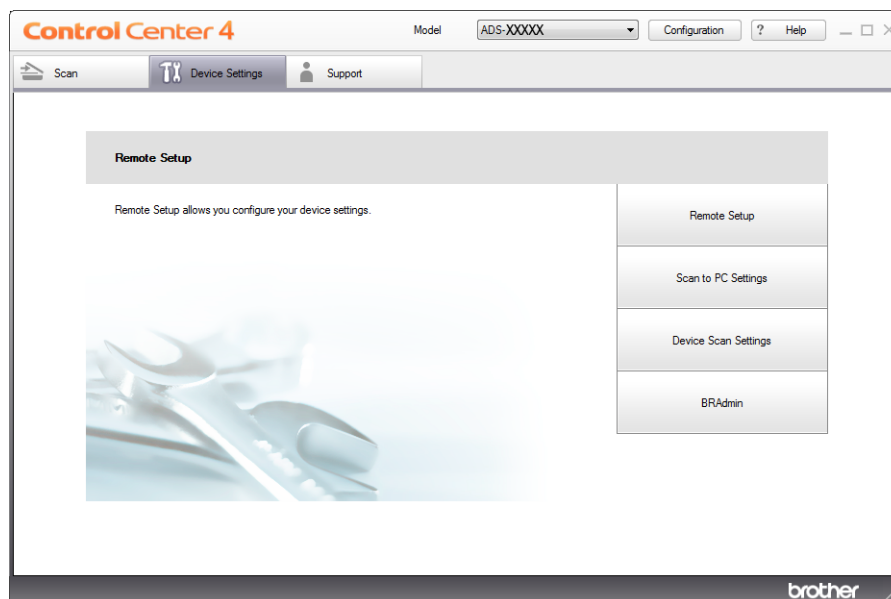 Control Center 4
Model
ADS-XXXXX
Configuration
? Help
Scan
Device Settings
Support
Remote Setup
Remote Setup allows you configure your device settings.
Remote Setup
Scan to PC Settings
Device Scan Settings
BRAdmin
brother